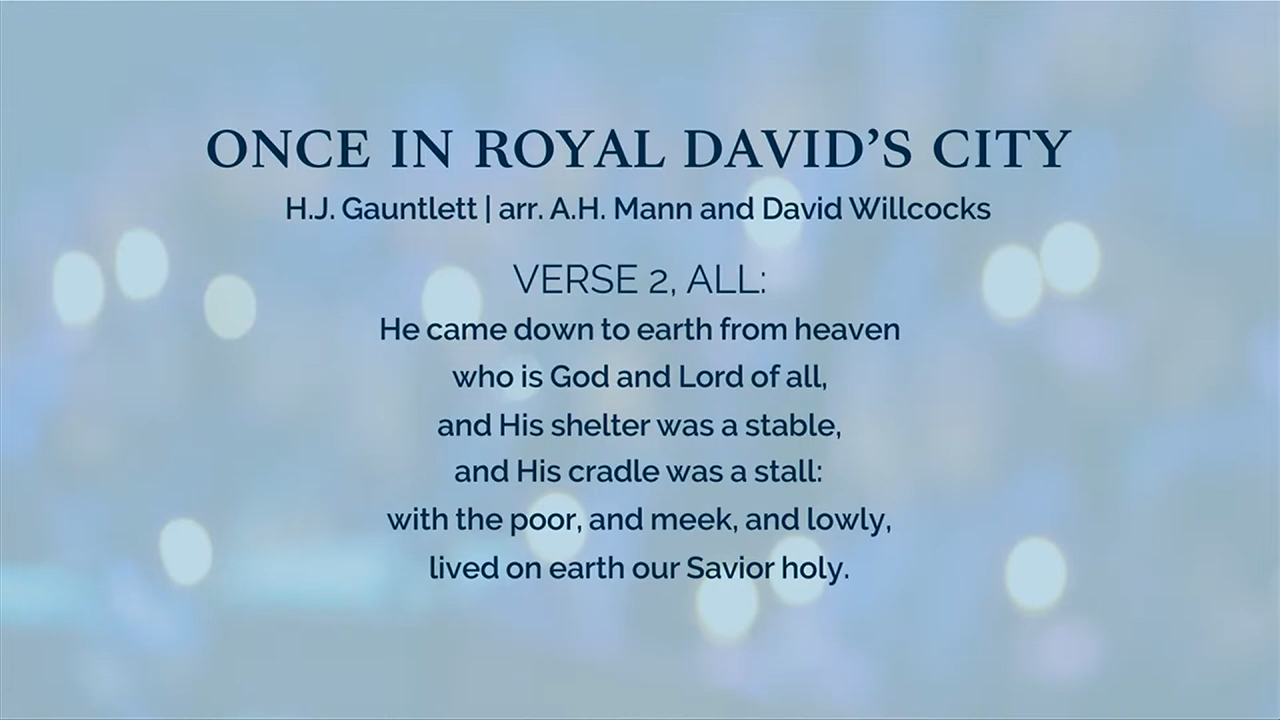 ONCE IN ROYAL DAVID’S CITY
H.J. Gauntlett | arr. A.H. Mann and David Willcocks
VERSE 2, ALL:
He came down to earth from heaven
who is God and Lord of all,
and His shelter was a stable,
and His cradle was a stall:
with the poor, and meek, and lowly,
lived on earth our Savior holy.